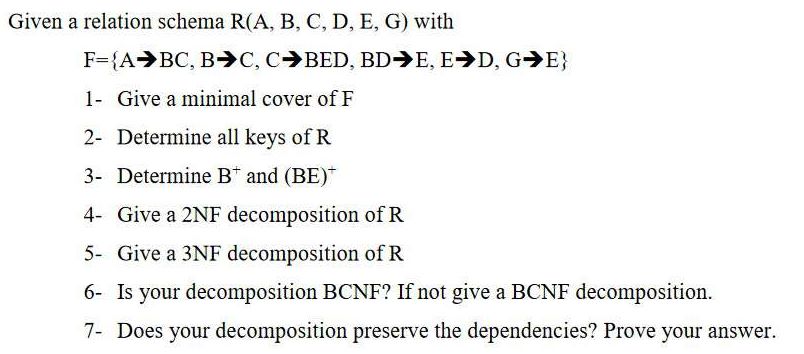 Given a relation schema R(A, B, C, D, E, G) with
F={A➔BC, B➔C, C➔BED, BD➔E, E➔D, G➔E}
1- Give a minimal cover of F
2- Determine all keys of R
3- Determine B⁺ and (BE)⁺
4- Give a 2NF decomposition of R
5- Give a 3NF decomposition of R
6- Is your decomposition BCNF? If not give a BCNF decomposition.
7- Does your decomposition preserve the dependencies? Prove your answer.